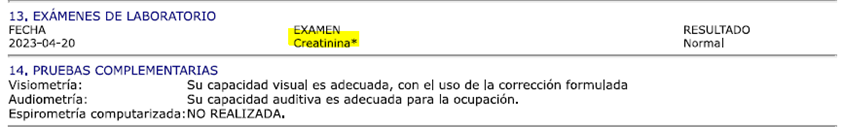 13. EXÁMENES DE LABORATORIO
FECHA EXAMEN RESULTADO
2023-04-20 Creatinina* Normal
14. PRUEBAS COMPLEMENTARIAS
Visiometría: Su capacidad visual es adecuada, con el uso de la corrección formulada
Audiometría: Su capacidad auditiva es adecuada para la ocupación.
Espirometría computarizada:NO REALIZADA.